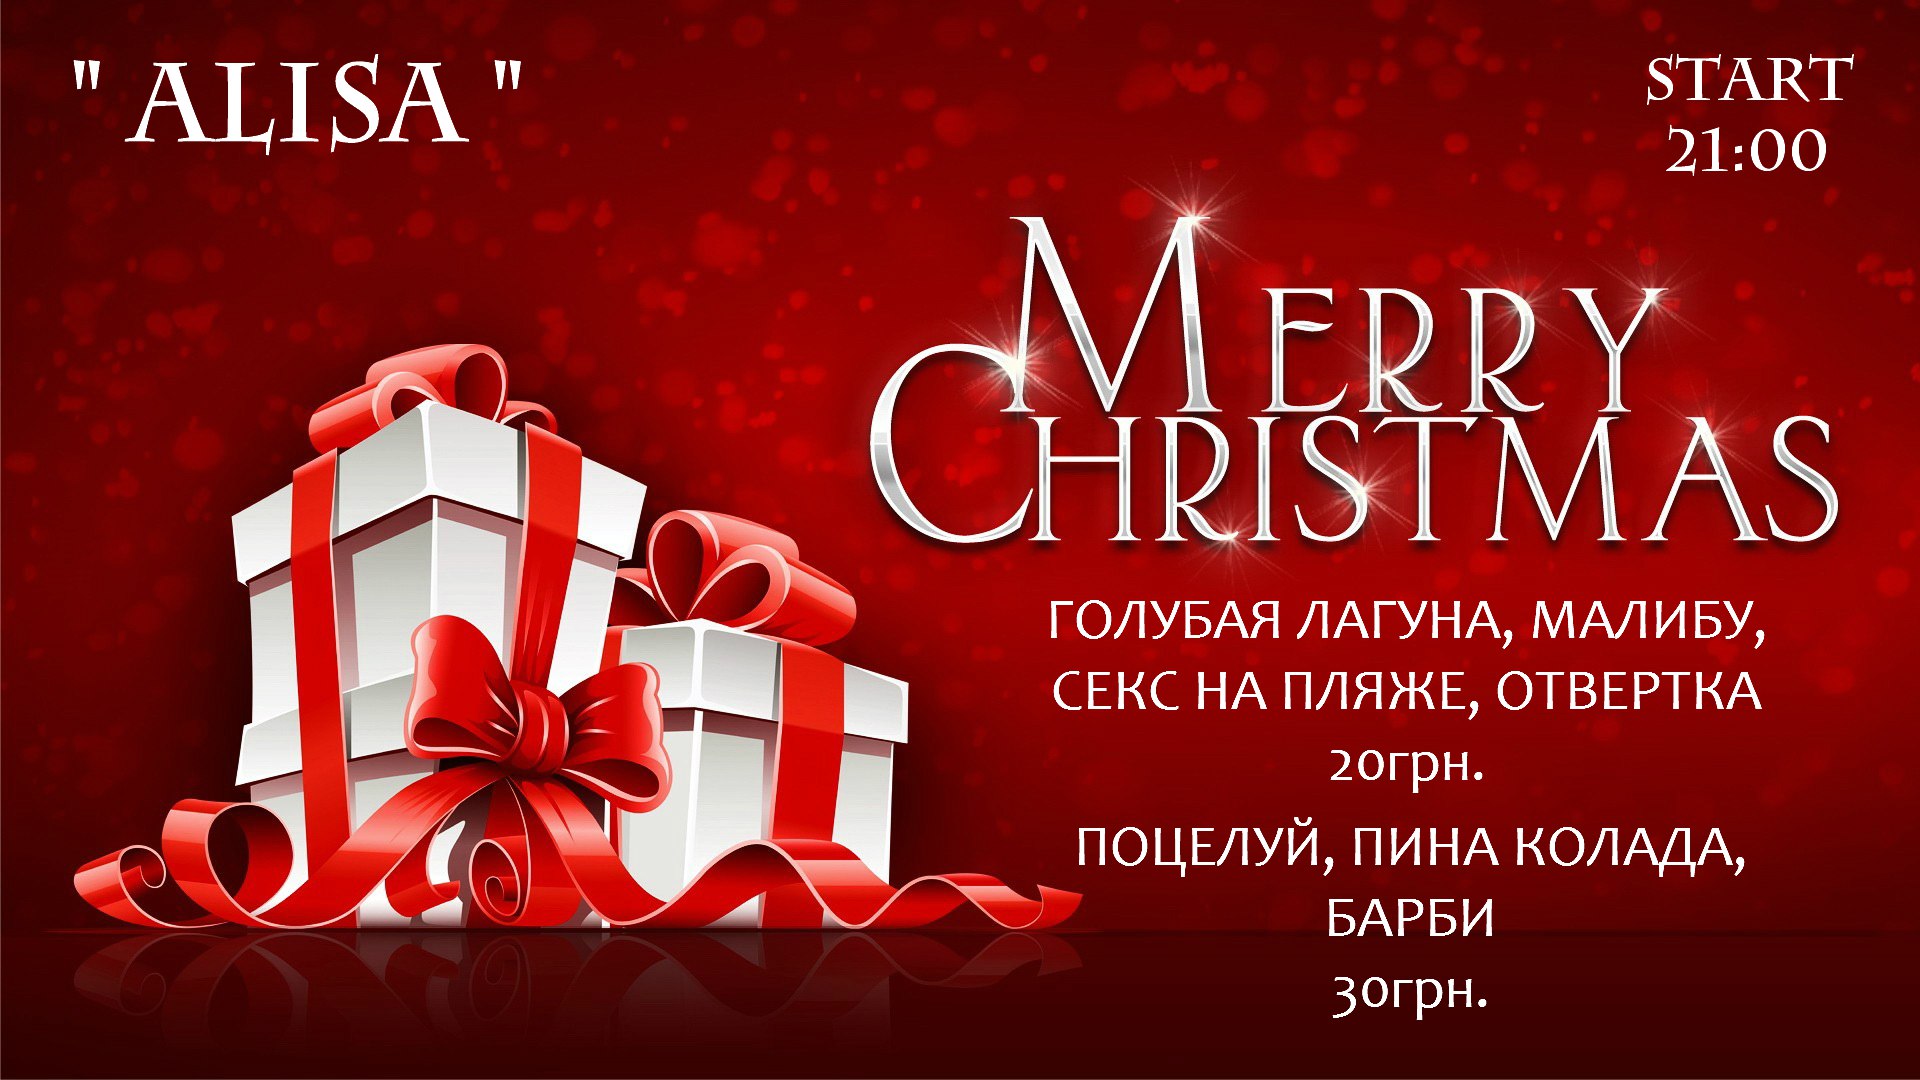 " ALISA "
START
21:00
MERRY
CHRISTMAS
ГОЛУБАЯ ЛАГУНА, МАЛИБУ,
СЕКС НА ПЛЯЖЕ, ОТВЕРТКА
20грн.
ПОЦЕЛУЙ, ПИНА КОЛАДА,
БАРБИ
30грн.